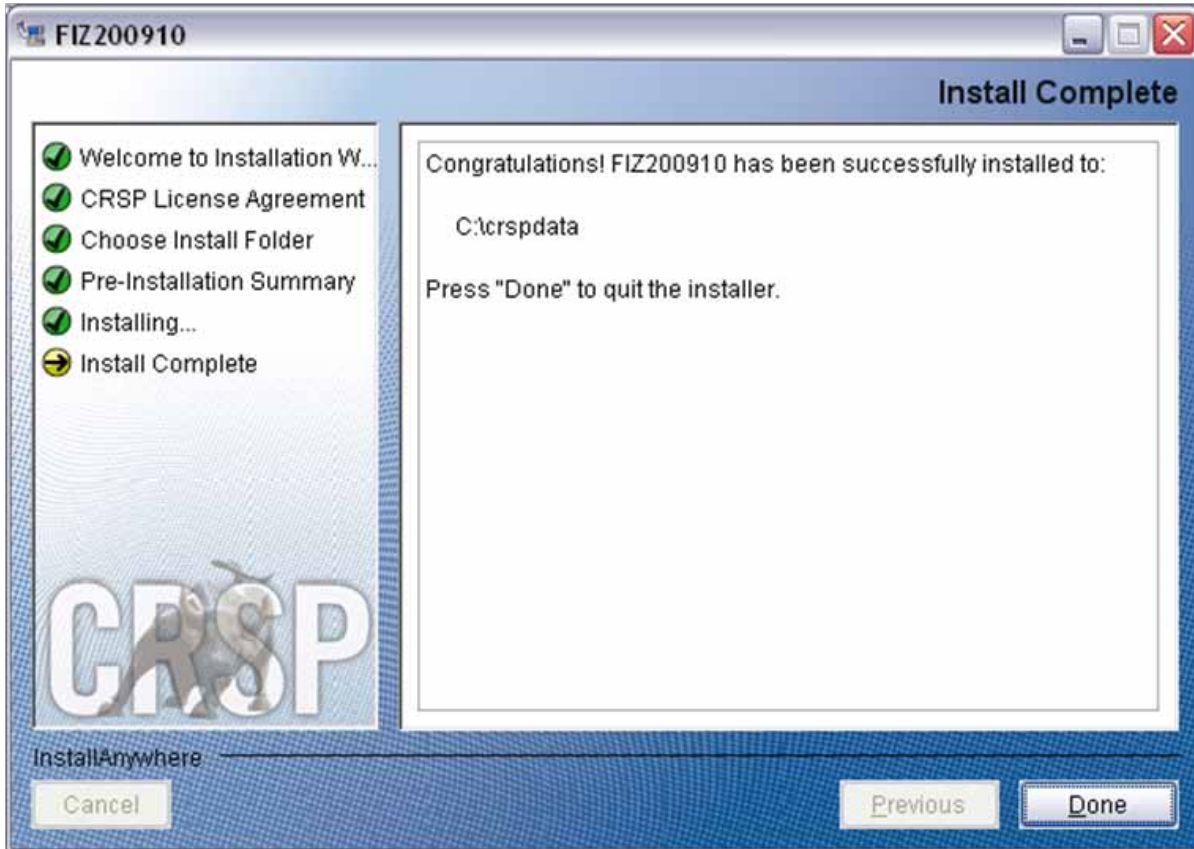 FIZ200910
Install Complete
Welcome to Installation W...
CRSP License Agreement
Choose Install Folder
Pre-Installation Summary
Installing...
Install Complete
CRSP
Congratulations! FIZ200910 has been successfully installed to:
C:\crspdata
Press "Done" to quit the installer.
InstallAnywhere
Cancel
Previous
Done